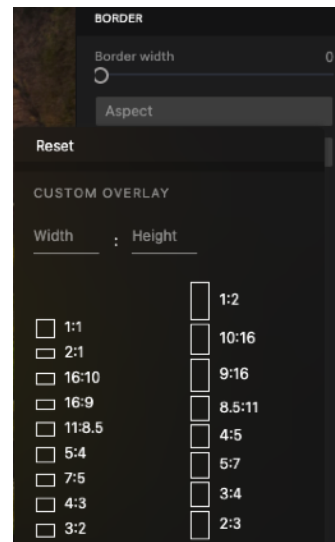 BORDER
Border width 0
Aspect
Reset
CUSTOM OVERLAY
Width : Height
1:1
2:1
16:10
16:9
11:8.5
5:4
7:5
4:3
3:2
1:2
10:16
9:16
8.5:11
4:5
5:7
3:4
2:3